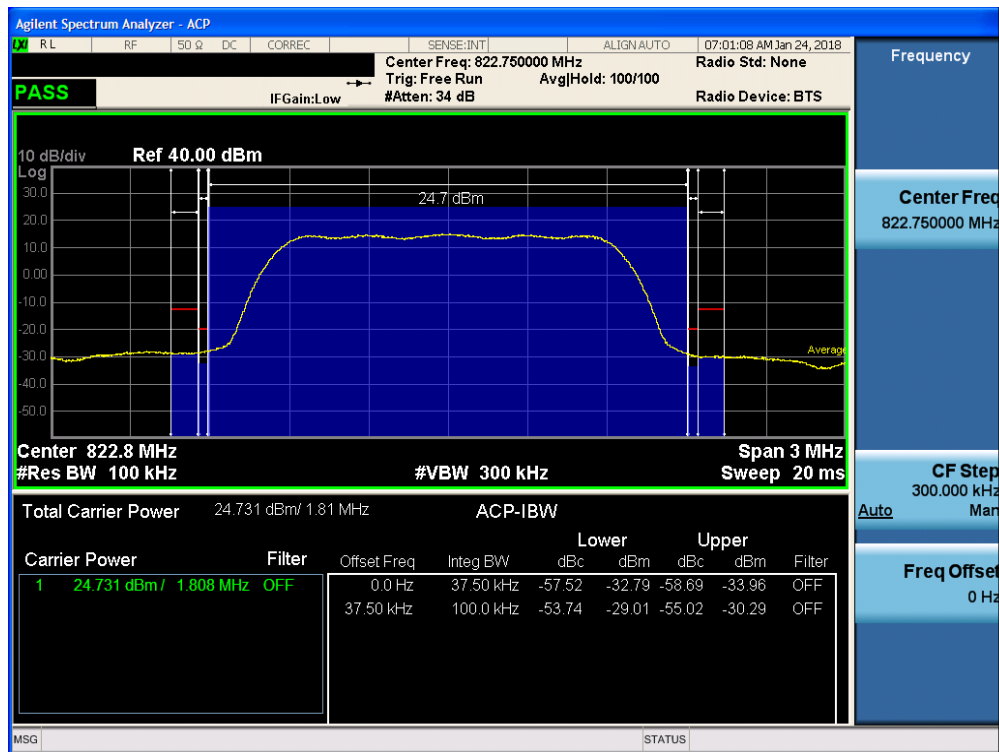 Agilent Spectrum Analyzer - ACP
LXI RL RF 50 Ω DC CORREC SENSE:INT ALIGN AUTO 07:01:08 AM Jan 24, 2018
Center Freq: 822.750000 MHz Radio Std: None
Trig: Free Run Avg|Hold: 100/100
PASS IFGain:Low #Atten: 34 dB Radio Device: BTS
10 dB/div Ref 40.00 dBm
Log
30.0
24.7 dBm
20.0
10.0
0.00
-10.0
-20.0
-30.0
Average
-40.0
-50.0
Center 822.8 MHz Span 3 MHz
#Res BW 100 kHz #VBW 300 kHz Sweep 20 ms
Total Carrier Power 24.731 dBm/ 1.81 MHz ACP-IBW
Lower Upper
Carrier Power Filter Offset Freq Integ BW dBc dBm dBc dBm Filter
1 24.731 dBm / 1.808 MHz OFF 0.0 Hz 37.50 kHz -57.52 -32.79 -58.69 -33.96 OFF
37.50 kHz 100.0 kHz -53.74 -29.01 -55.02 -30.29 OFF
MSG STATUS
Frequency
Center Freq
822.750000 MHz
CF Step
300.000 kHz
Auto Man
Freq Offset
0 Hz